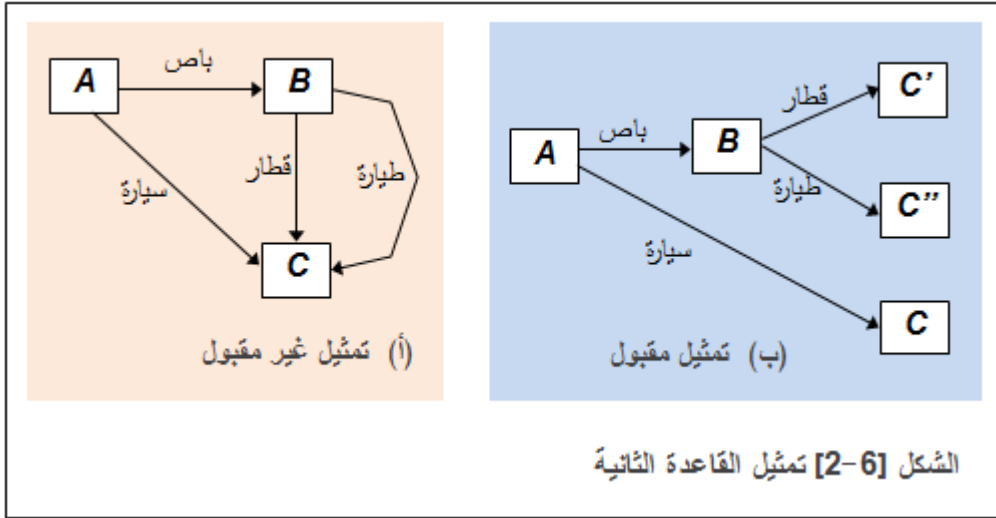 A
باص
B
قطار
طيارة
سيارة
C
(أ) تمثيل غير مقبول
A
باص
B
قطار
C’
طيارة
C’’
سيارة
C
(ب) تمثيل مقبول
الشكل [6-2] تمثيل القاعدة الثانية